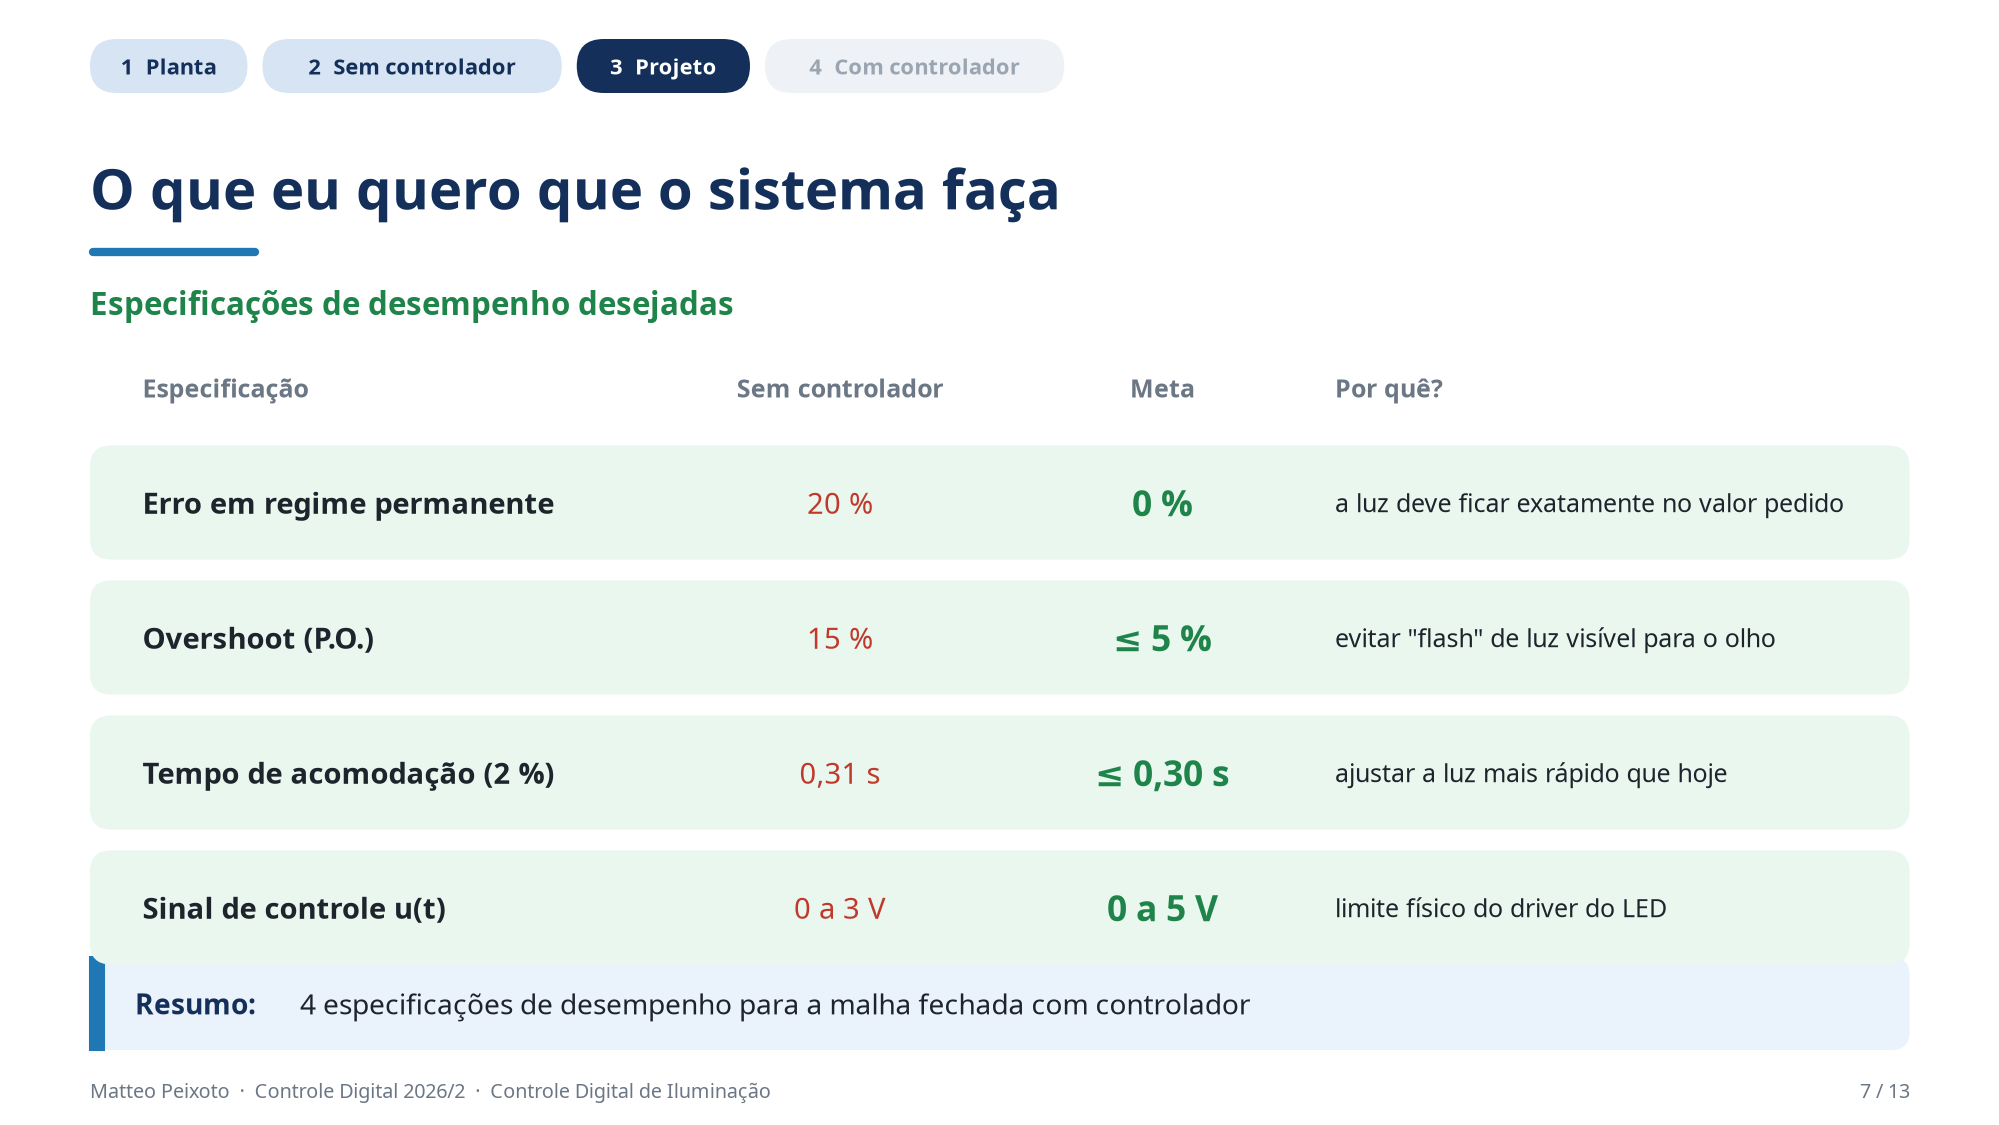 1 Planta 2 Sem controlador 3 Projeto 4 Com controlador
O que eu quero que o sistema faça
Especificações de desempenho desejadas
Especificação Sem controlador Meta Por quê?
Erro em regime permanente 20 % 0 % a luz deve ficar exatamente no valor pedido
Overshoot (P.O.) 15 % ≤ 5 % evitar "flash" de luz visível para o olho
Tempo de acomodação (2 %) 0,31 s ≤ 0,30 s ajustar a luz mais rápido que hoje
Sinal de controle u(t) 0 a 3 V 0 a 5 V limite físico do driver do LED
Resumo: 4 especificações de desempenho para a malha fechada com controlador
Matteo Peixoto · Controle Digital 2026/2 · Controle Digital de Iluminação 7 / 13